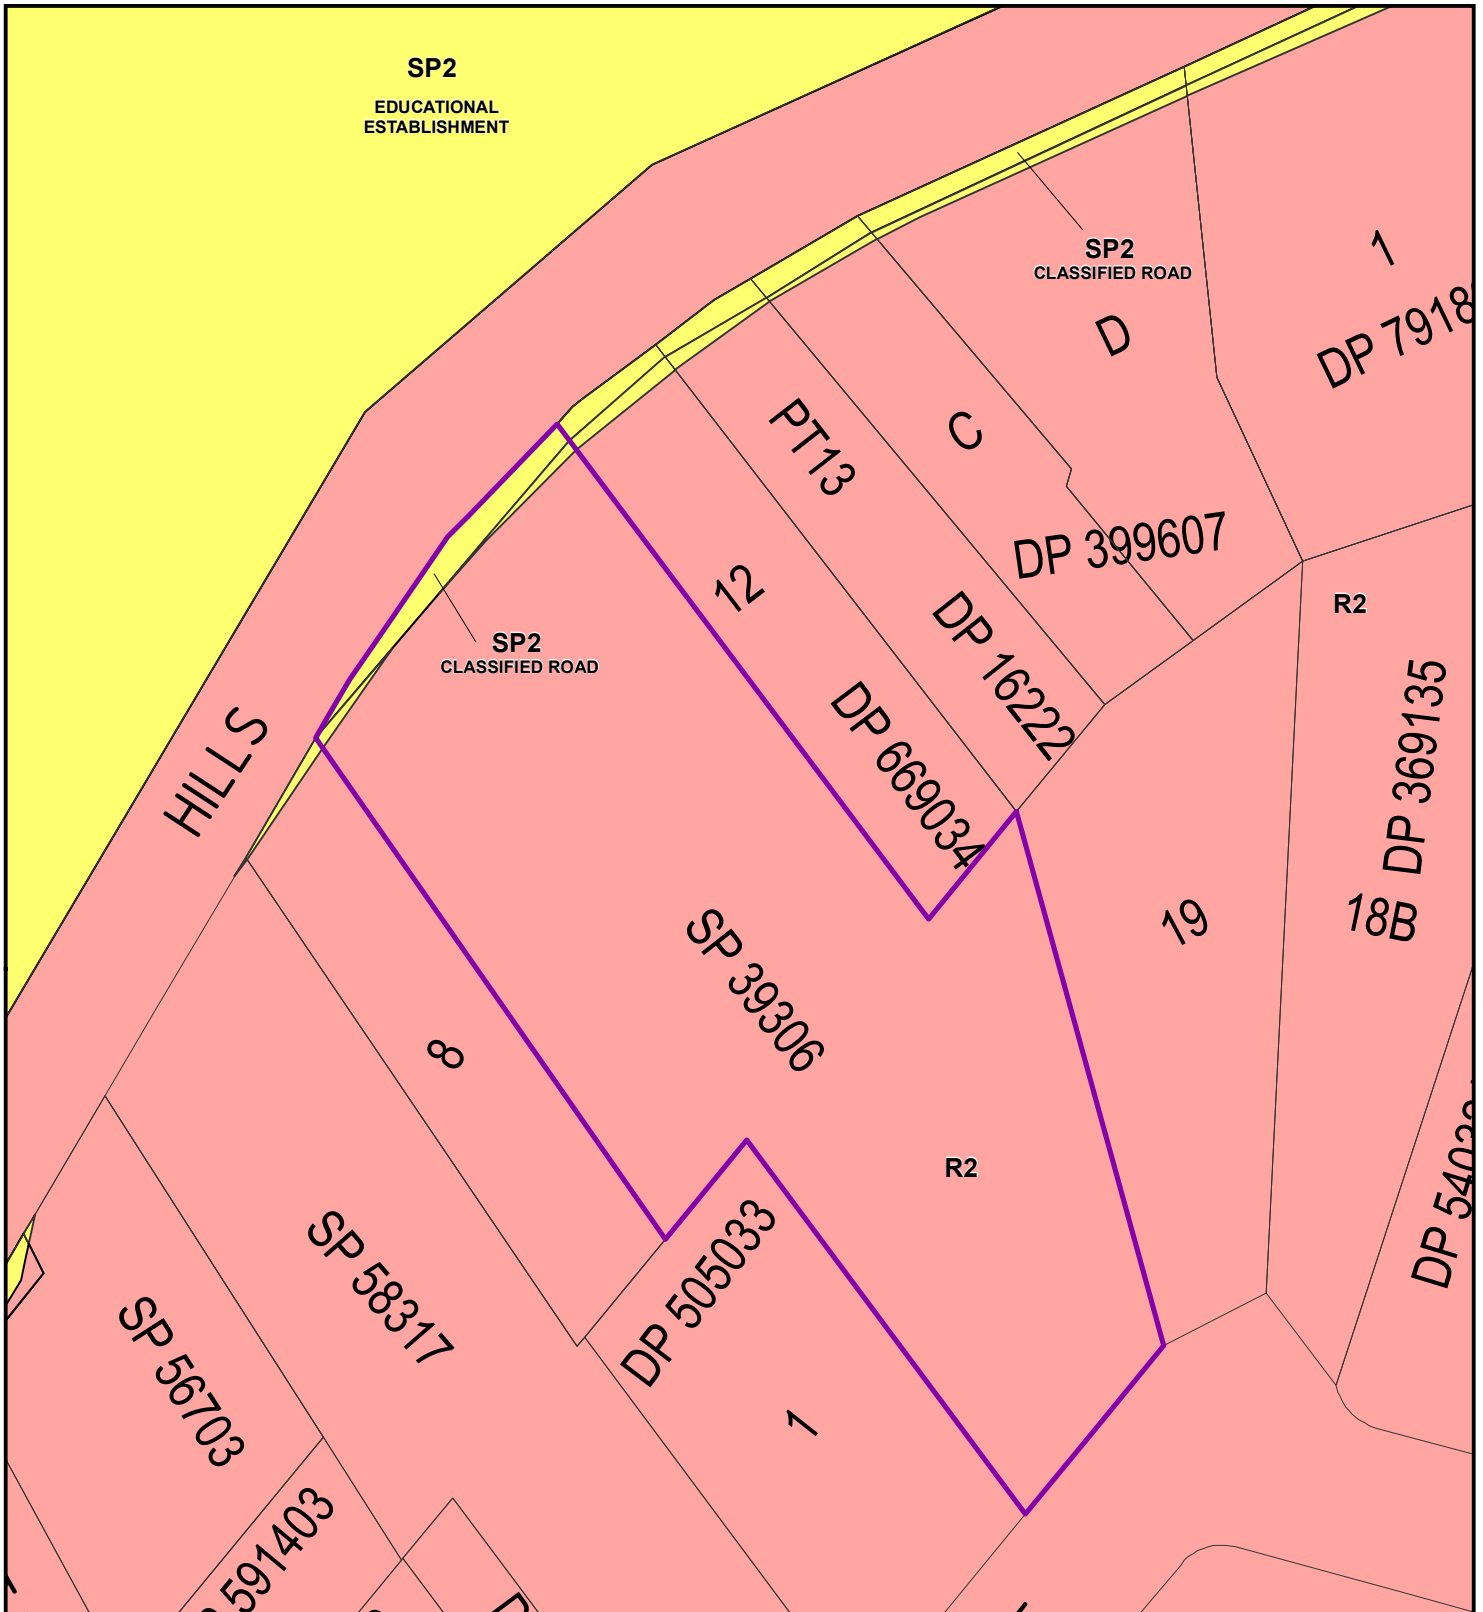 SP2
EDUCATIONAL
ESTABLISHMENT
SP2
CLASSIFIED ROAD
1
DP 7918
D
C
PT13
DP 399607
12
R2
DP 16222
SP2
CLASSIFIED ROAD
DP 369135
DP 669034
HILLS
19
18B
SP 39306
8
R2
DP 505033
SP 58317
SP 56703
1
591403